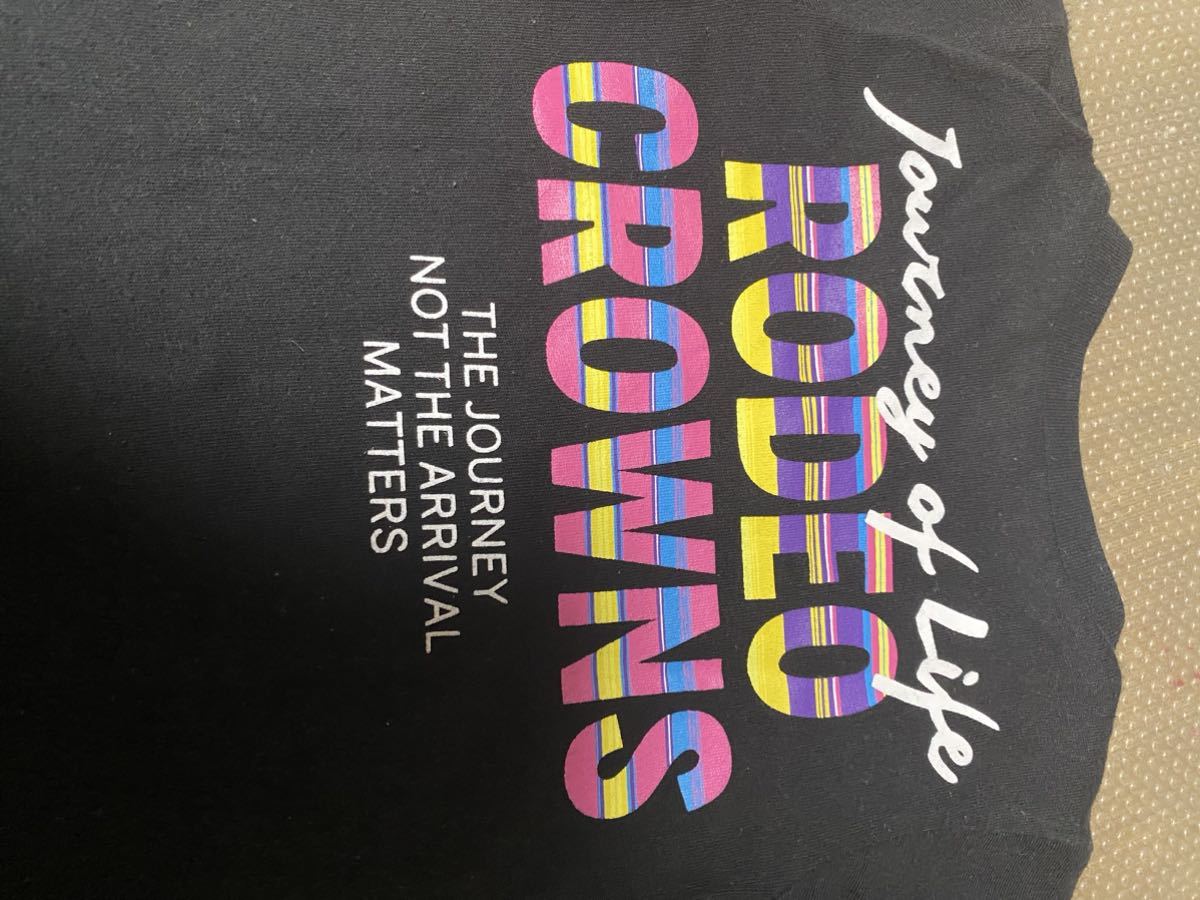 Journey of Life
RODEO
CROWNS
THE JOURNEY
NOT THE ARRIVAL
MATTERS